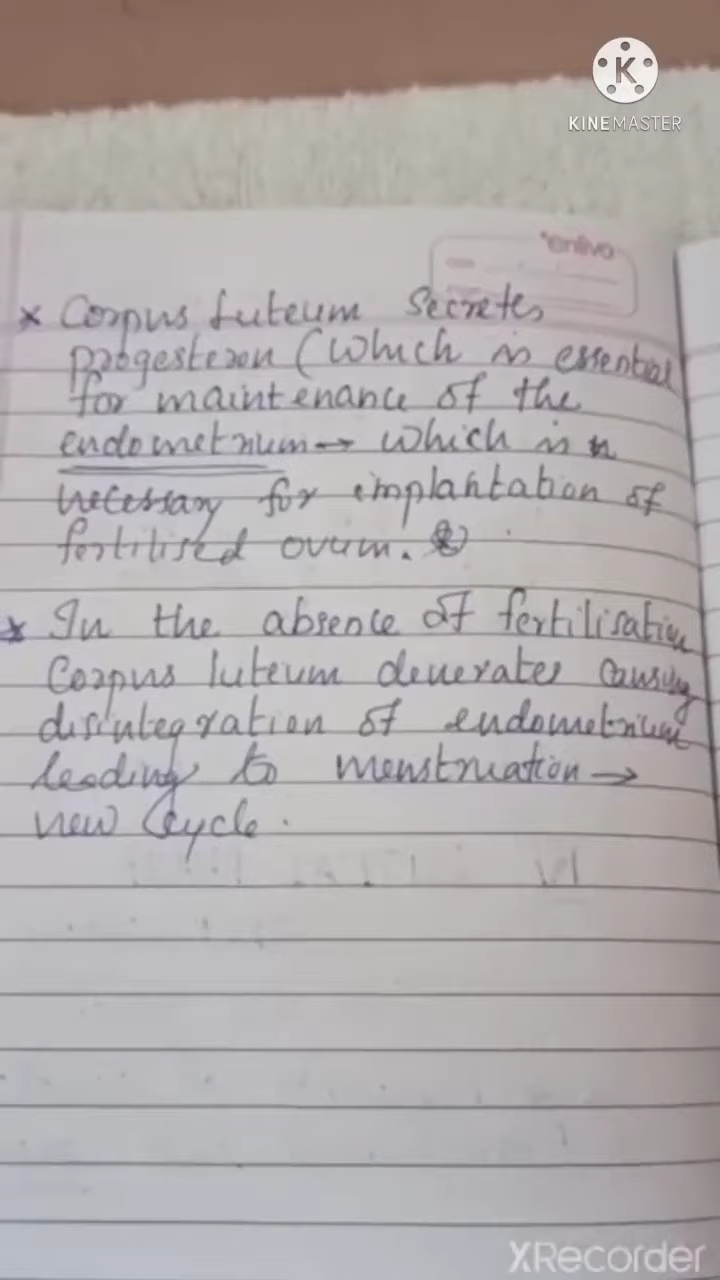 KINEMASTER
enlivo
* Corpus Luteum Secretes
progesteron (which is essential
for maintenance of the
endometrium → which is
necessary for implantation of
fertilised ovum.
* In the absence of fertilisation
Corpus luteum denerates causing
disintegration of endometrium
leading to menstruation →
new Cycle.
XRecorder